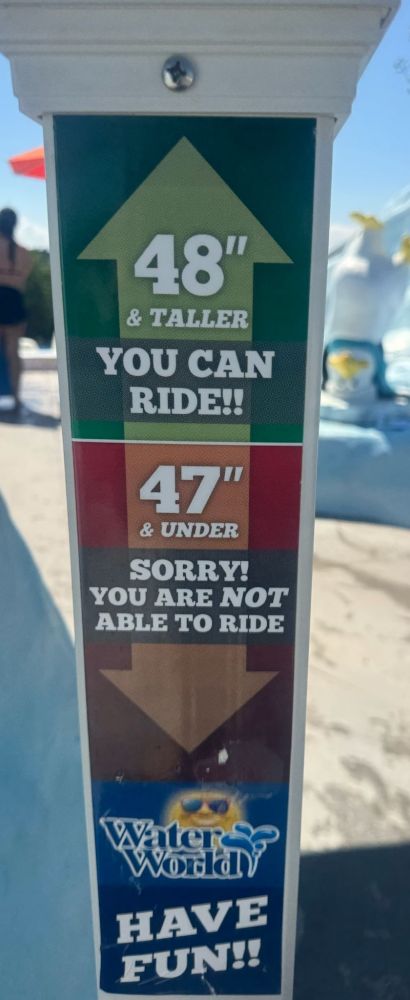 48"
& TALLER
YOU CAN
RIDE!!
47"
& UNDER
SORRY!
YOU ARE NOT
ABLE TO RIDE
Water
World
HAVE
FUN!!